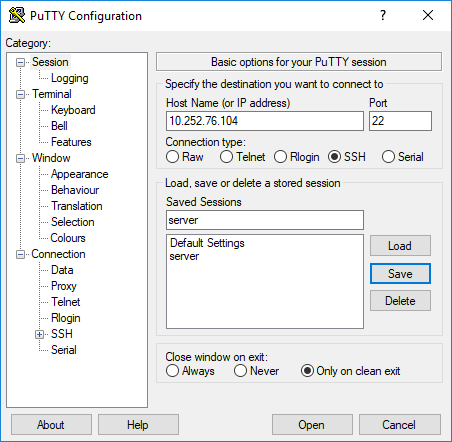 PuTTY Configuration
?
Category:
Session
Logging
Terminal
Keyboard
Bell
Features
Window
Appearance
Behaviour
Translation
Selection
Colours
Connection
Data
Proxy
Telnet
Rlogin
SSH
Serial
Basic options for your PuTTY session
Specify the destination you want to connect to
Host Name (or IP address) Port
10.252.76.104 22
Connection type:
Raw Telnet Rlogin SSH Serial
Load, save or delete a stored session
Saved Sessions
server
Default Settings
server
Load
Save
Delete
Close window on exit:
Always Never Only on clean exit
About Help Open Cancel